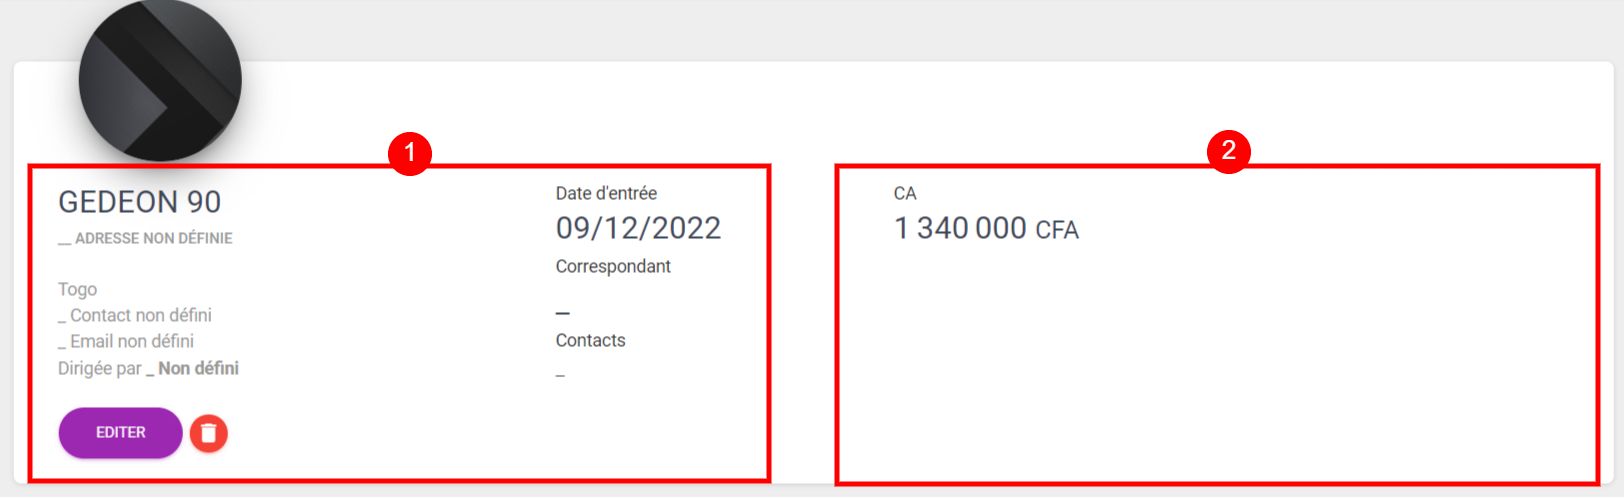 1
GEDEON 90
__ ADRESSE NON DÉFINIE
Togo
_ Contact non défini
_ Email non défini
Dirigée par _ Non défini
EDITER
Date d'entrée
09/12/2022
Correspondant
_
Contacts
_
2
CA
1 340 000 CFA